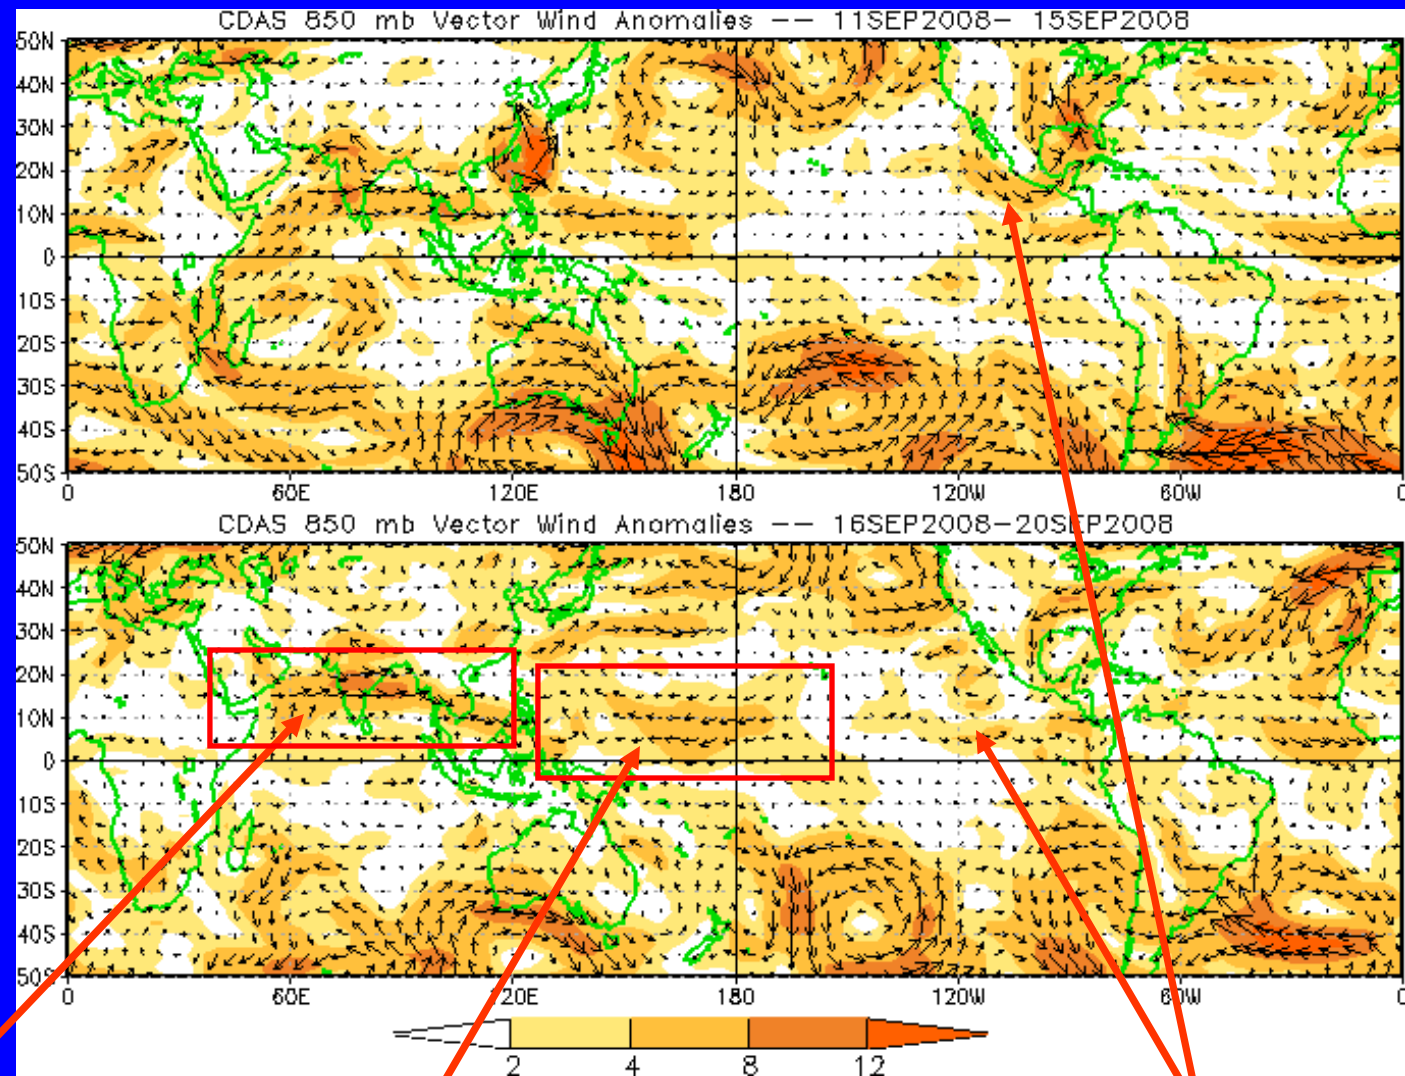 CDAS 850 mb Vector Wind Anomalies -- 11SEP2008- 15SEP2008
50N
40N
30N
20N
10N
0
10S
20S
30S
40S
50S
0 60E 120E 180 120W 60W 0
CDAS 850 mb Vector Wind Anomalies -- 16SEP2008-20SEP2008
50N
40N
30N
20N
10N
0
10S
20S
30S
40S
50S
0 60E 120E 180 120W 60W 0
2 4 8 12